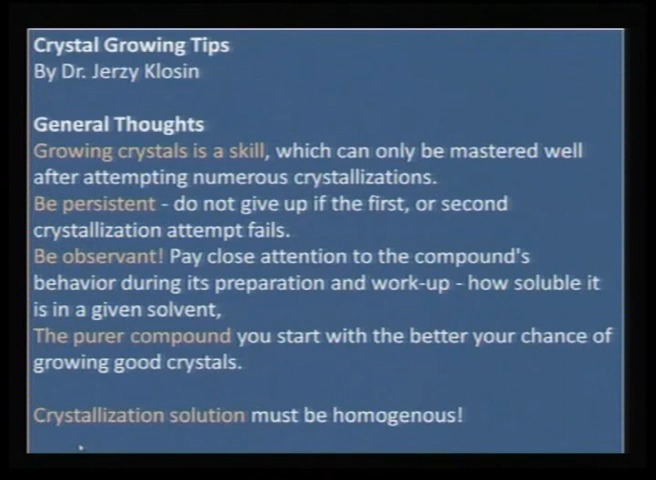 Crystal Growing Tips
By Dr. Jerzy Klosin
General Thoughts
Growing crystals is a skill, which can only be mastered well
after attempting numerous crystallizations.
Be persistent - do not give up if the first, or second
crystallization attempt fails.
Be observant! Pay close attention to the compound's
behavior during its preparation and work-up - how soluble it
is in a given solvent,
The purer compound you start with the better your chance of
growing good crystals.
Crystallization solution must be homogenous!